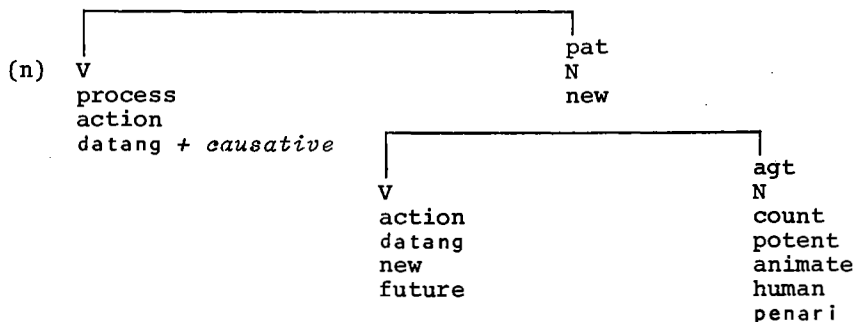 pat
(n) V N
process new
action
datang + causative
agt
V N
action count
datang potent
new animate
future human
penari